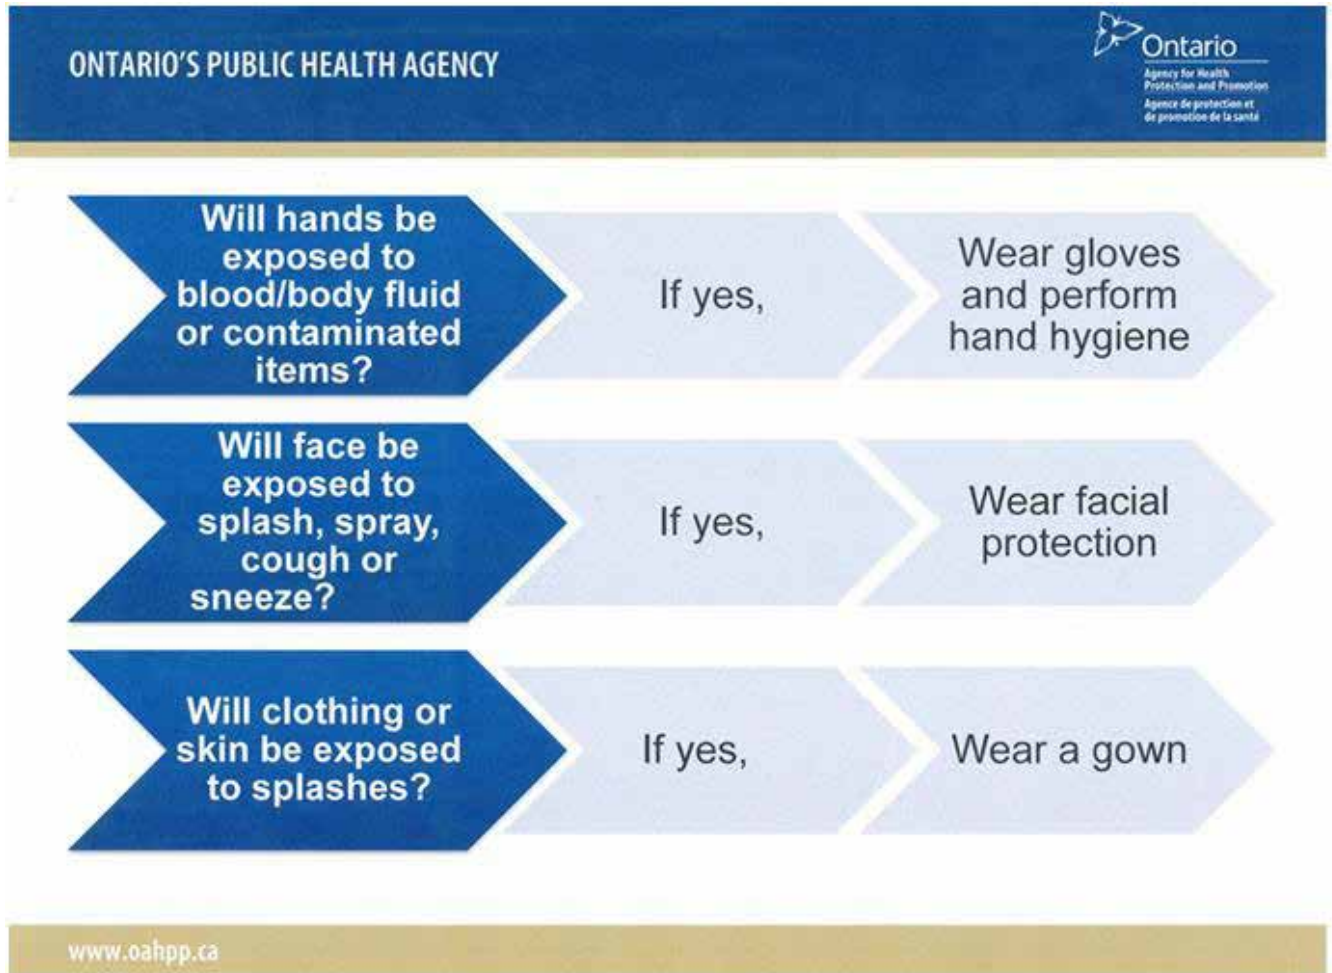 ONTARIO'S PUBLIC HEALTH AGENCY
Ontario
Agency for Health
Protection and Promotion
Agence de protection et
de promotion de la santé
Will hands be
exposed to
blood/body fluid
or contaminated
items?
If yes,
Wear gloves
and perform
hand hygiene
Will face be
exposed to
splash, spray,
cough or
sneeze?
If yes,
Wear facial
protection
Will clothing or
skin be exposed
to splashes?
If yes,
Wear a gown
www.oahpp.ca